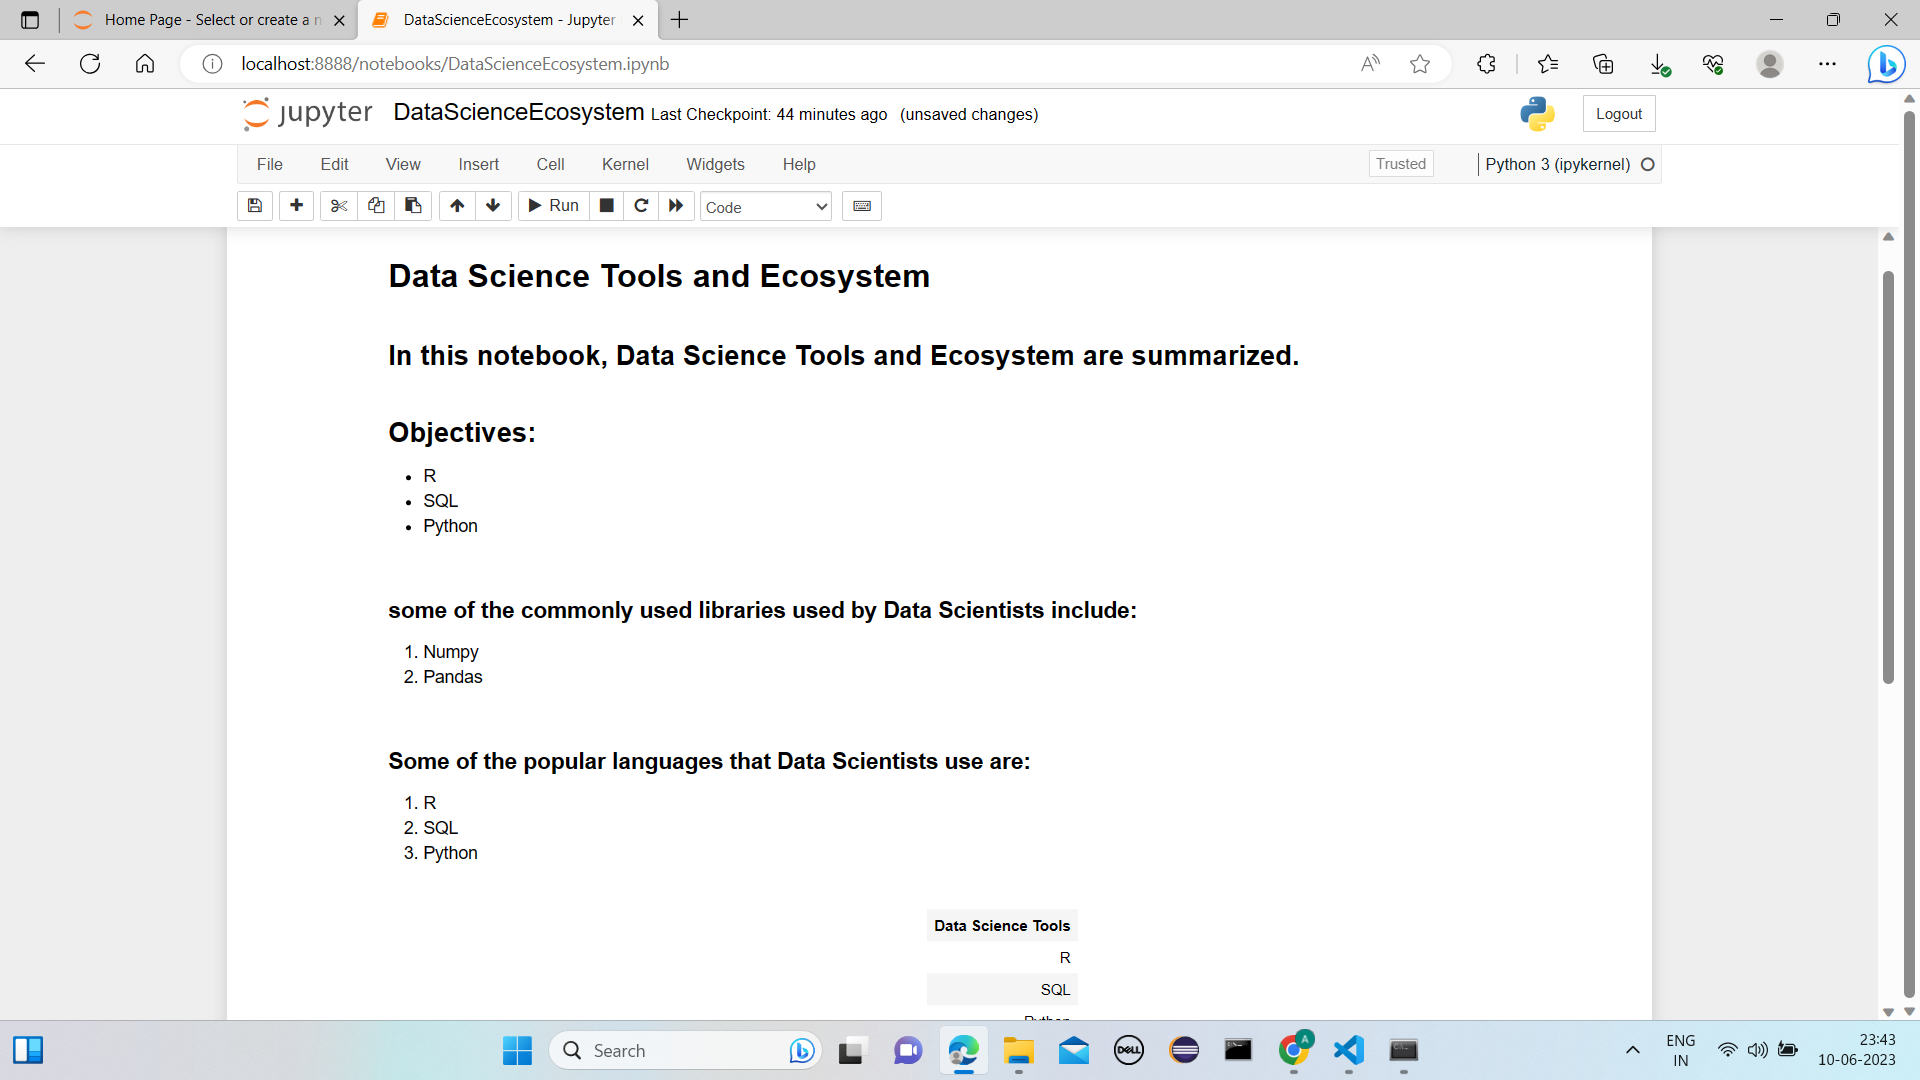 Home Page - Select or create a n
DataScienceEcosystem - Jupyter
localhost:8888/notebooks/DataScienceEcosystem.ipynb
jupyter DataScienceEcosystem Last Checkpoint: 44 minutes ago (unsaved changes)
Logout
File Edit View Insert Cell Kernel Widgets Help
Trusted
Python 3 (ipykernel)
Run
Code
Data Science Tools and Ecosystem
In this notebook, Data Science Tools and Ecosystem are summarized.
Objectives:
• R
• SQL
• Python
some of the commonly used libraries used by Data Scientists include:
1. Numpy
2. Pandas
Some of the popular languages that Data Scientists use are:
1. R
2. SQL
3. Python
Data Science Tools
R
SQL
Python
Search
DELL
A
ENG
IN
23:43
10-06-2023